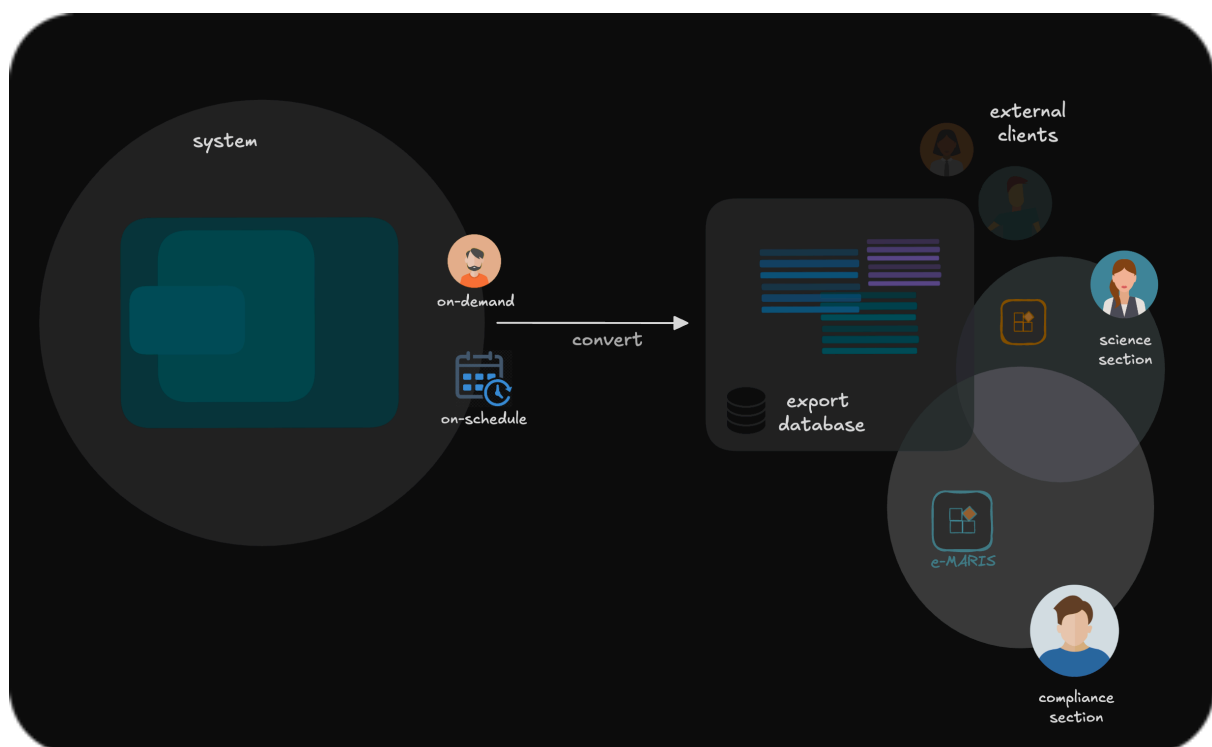 system
on-demand
on-schedule
convert
export
database
external
clients
science
section
e-MARIS
compliance
section